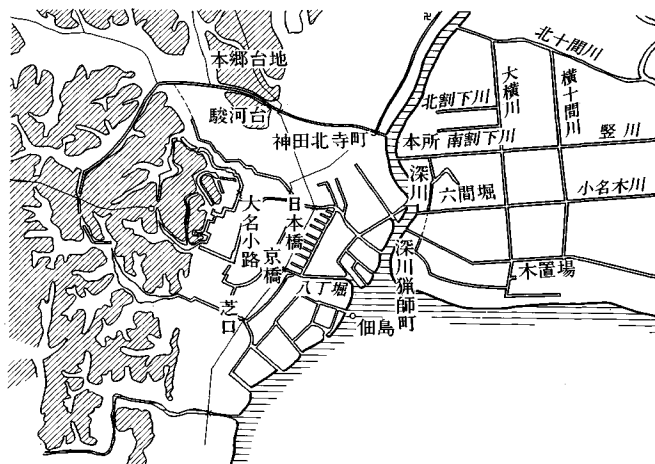 本郷台地
駿河台
神田北寺町
日本橋
大名小路
京橋
芝口
八丁堀
佃島
北十間川
大横川
横十間川
北割下川
本所
南割下川
竪川
深川
六間堀
小名木川
深川猟師町
木置場